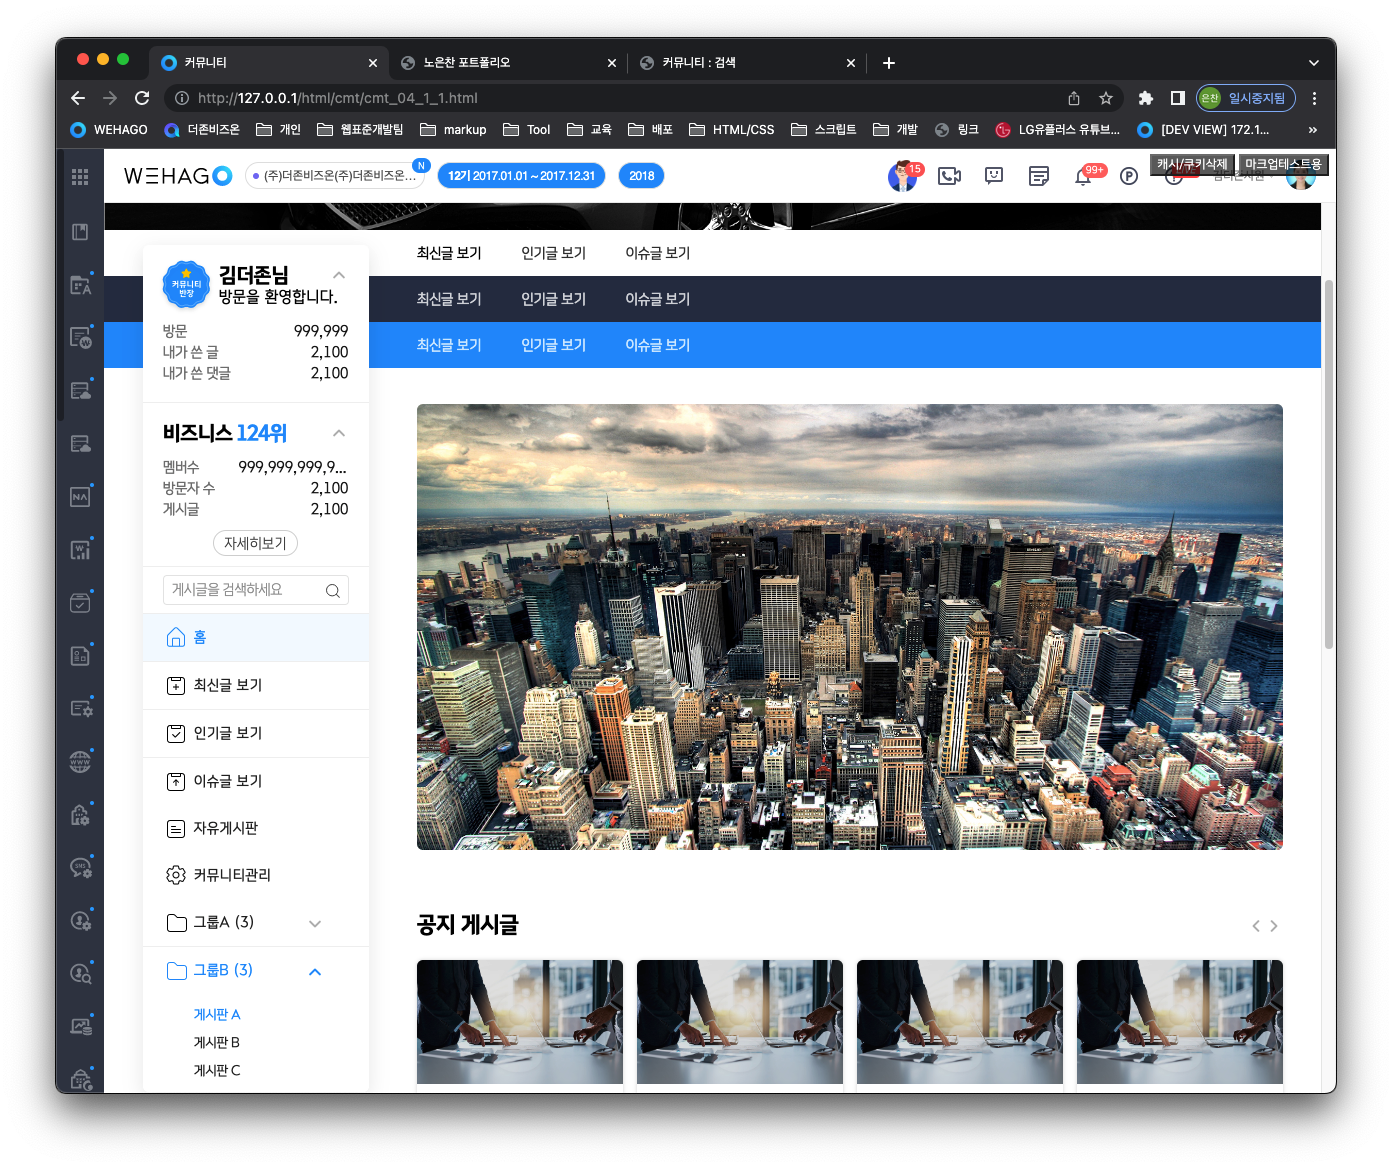 커뮤니티
노은찬 포트폴리오
커뮤니티 : 검색
http://127.0.0.1/html/cmt/cmt_04_1_1.html
은찬 일시중지됨
WEHAGO 더존비즈온 개인 웹표준개발팀 markup Tool 교육 배포 HTML/CSS 스크립트 개발 링크 LG유플러스 유튜브... [DEV VIEW] 172.1... »
WEHAGO
(주)더존비즈온(주)더존비즈온... N
12기 2017.01.01 ~ 2017.12.31
2018
15
99+
캐시/쿠키삭제 마크업테스트용
최신글 보기 인기글 보기 이슈글 보기
최신글 보기 인기글 보기 이슈글 보기
최신글 보기 인기글 보기 이슈글 보기
커뮤니티
반장
김더존님
방문을 환영합니다.
방문 999,999
내가 쓴 글 2,100
내가 쓴 댓글 2,100
비즈니스 124위
멤버수 999,999,999,9...
방문자 수 2,100
게시글 2,100
자세히보기
게시글을 검색하세요
홈
최신글 보기
인기글 보기
이슈글 보기
자유게시판
커뮤니티관리
그룹A (3)
그룹B (3)
게시판 A
게시판 B
게시판 C
공지 게시글